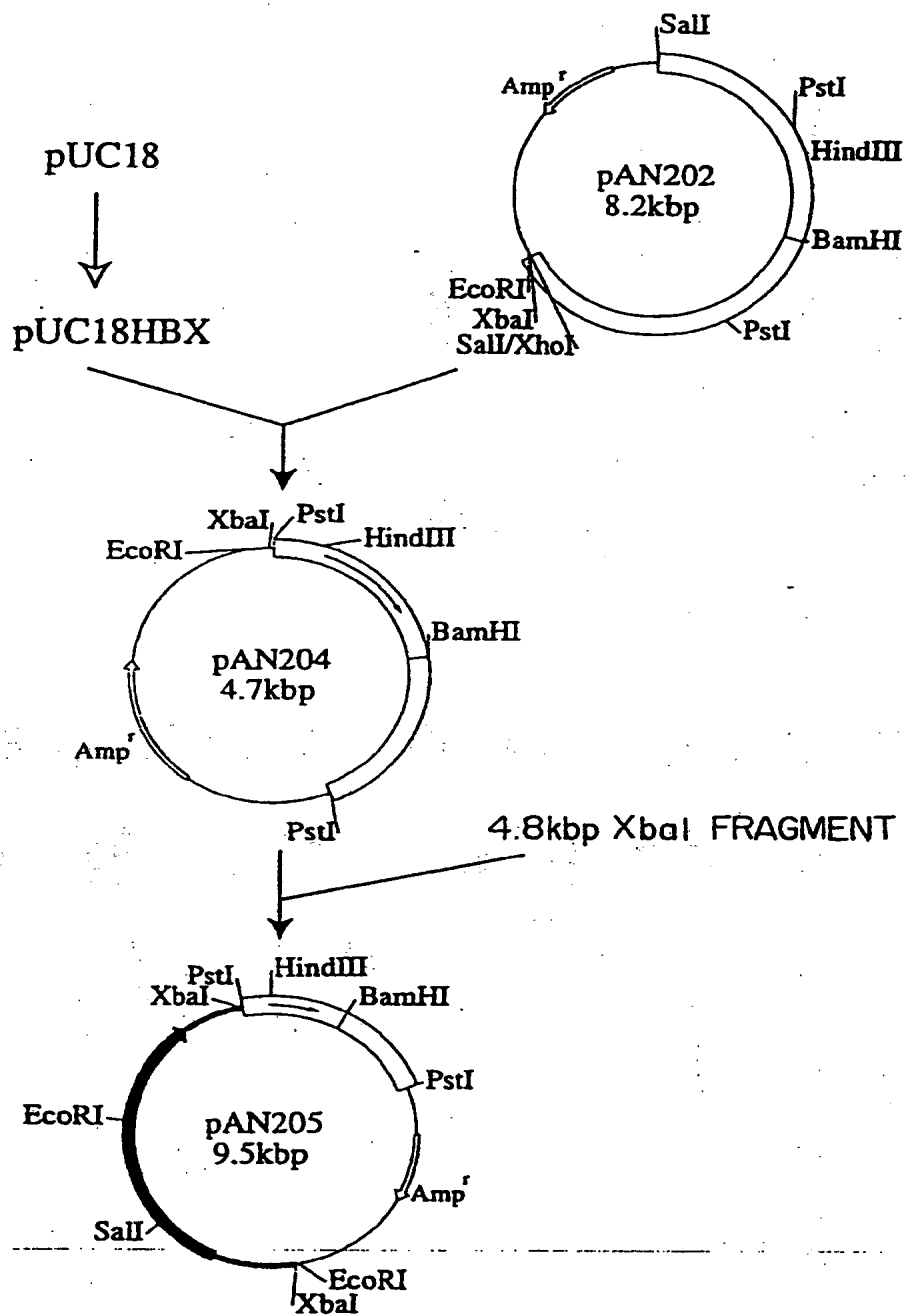 pUC18
pUC18HBX
SalI
PstI
HindIII
BamHI
PstI
EcoRI
XbaI
SalI/XhoI
Amp^r
pAN202
8.2kbp
XbaI
PstI
HindIII
EcoRI
BamHI
pAN204
4.7kbp
Amp^r
PstI
4.8kbp XbaI FRAGMENT
PstI
HindIII
XbaI
BamHI
PstI
EcoRI
pAN205
9.5kbp
Amp^r
SalI
EcoRI
XbaI